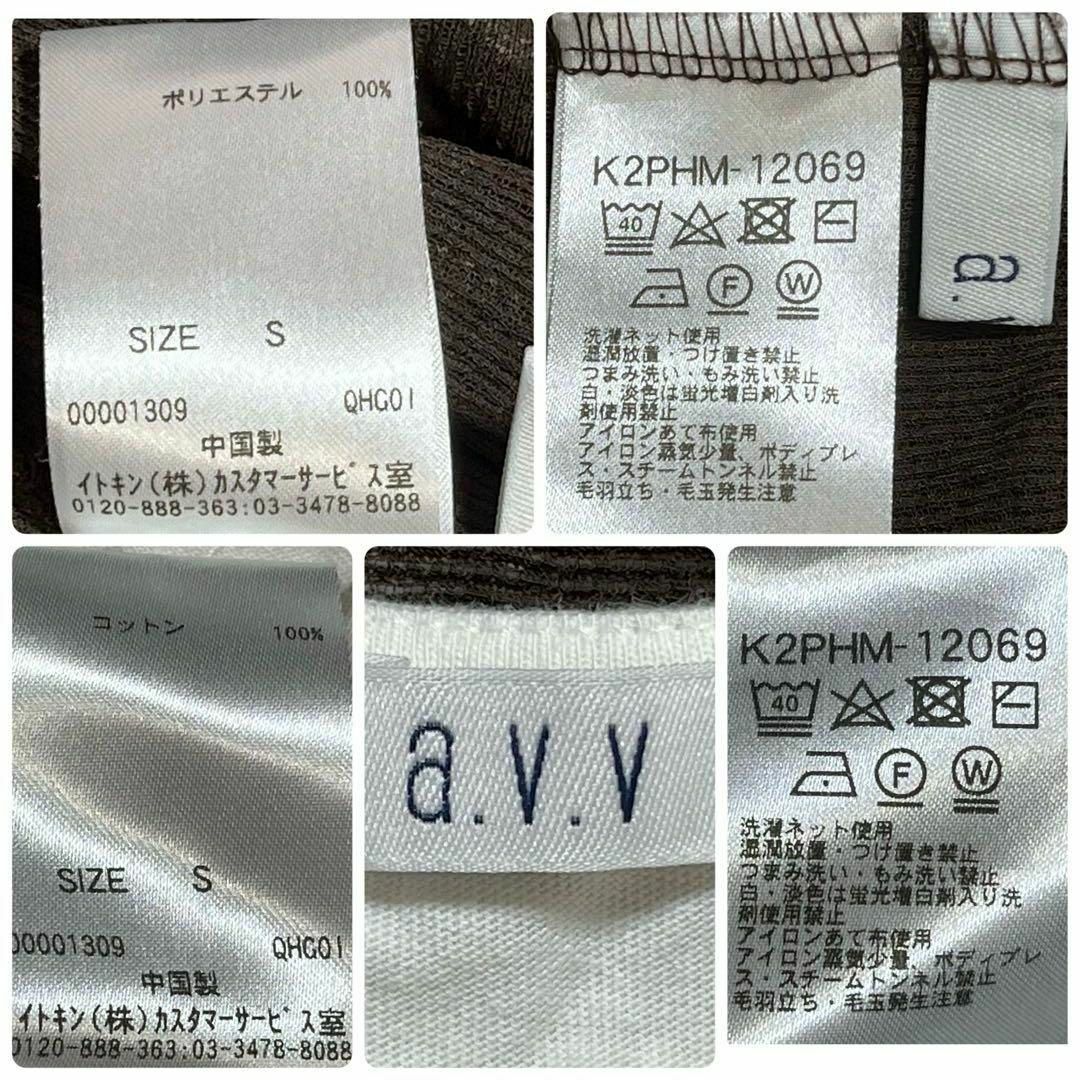 ポリエステル 100%
SIZE S
00001309 QHG01
中国製
イトキン(株)カスタマーサービス室
0120-888-363:03-3478-8088
K2PHM-12069
40
F W
洗濯ネット使用
湿潤放置・つけ置き禁止
つまみ洗い・もみ洗い禁止
白・淡色は蛍光増白剤入り洗
剤使用禁止
アイロンあて布使用
アイロン蒸気少量、ボディプレ
ス・スチームトンネル禁止
毛羽立ち・毛玉発生注意
a.
コットン 100%
SIZE S
00001309 QHG01
中国製
イトキン(株)カスタマーサービス室
0120-888-363:03-3478-8088
a.v.v
K2PHM-12069
40
F W
洗濯ネット使用
湿潤放置・つけ置き禁止
つまみ洗い・もみ洗い禁止
白・淡色は蛍光増白剤入り洗
剤使用禁止
アイロンあて布使用
アイロン蒸気少量、ボディプレ
ス・スチームトンネル禁止
毛羽立ち・毛玉発生注意